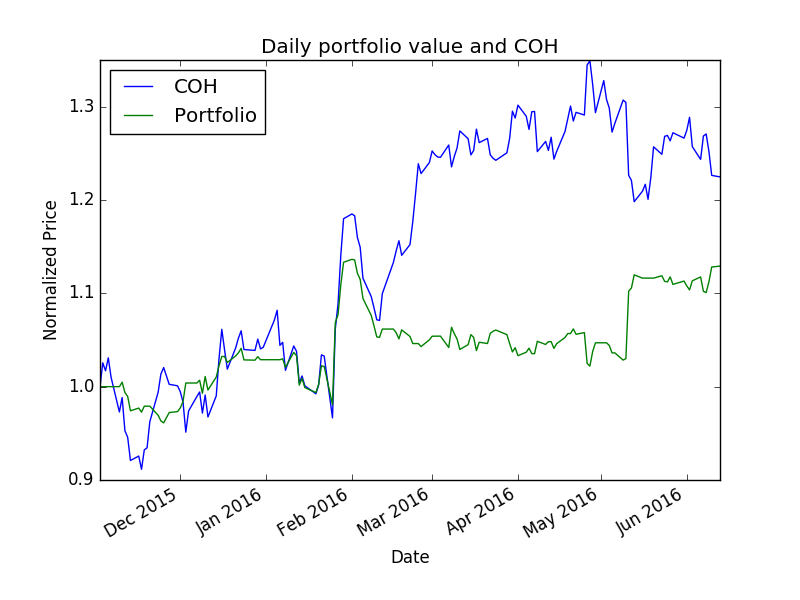 Daily portfolio value and COH
COH
Portfolio
Normalized Price
1.3
1.2
1.1
1.0
0.9
Dec 2015
Jan 2016
Feb 2016
Mar 2016
Apr 2016
May 2016
Jun 2016
Date